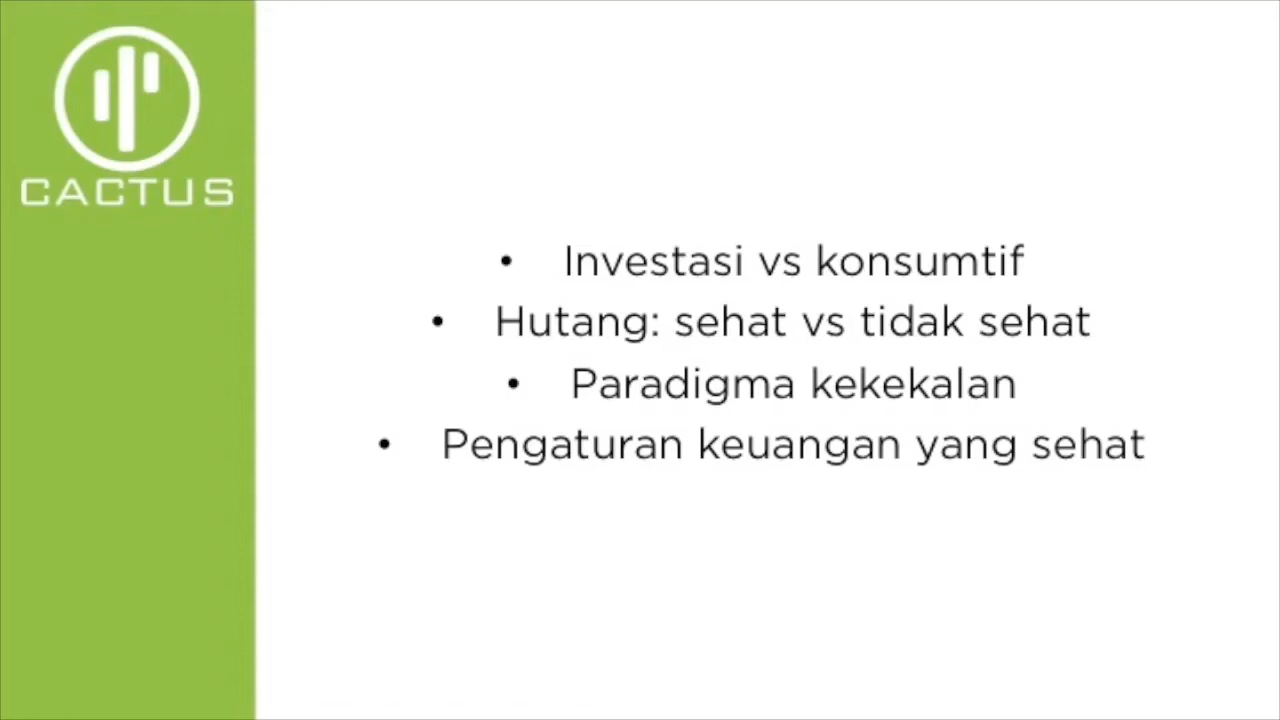 CACTUS
• Investasi vs konsumtif
• Hutang: sehat vs tidak sehat
• Paradigma kekekalan
• Pengaturan keuangan yang sehat